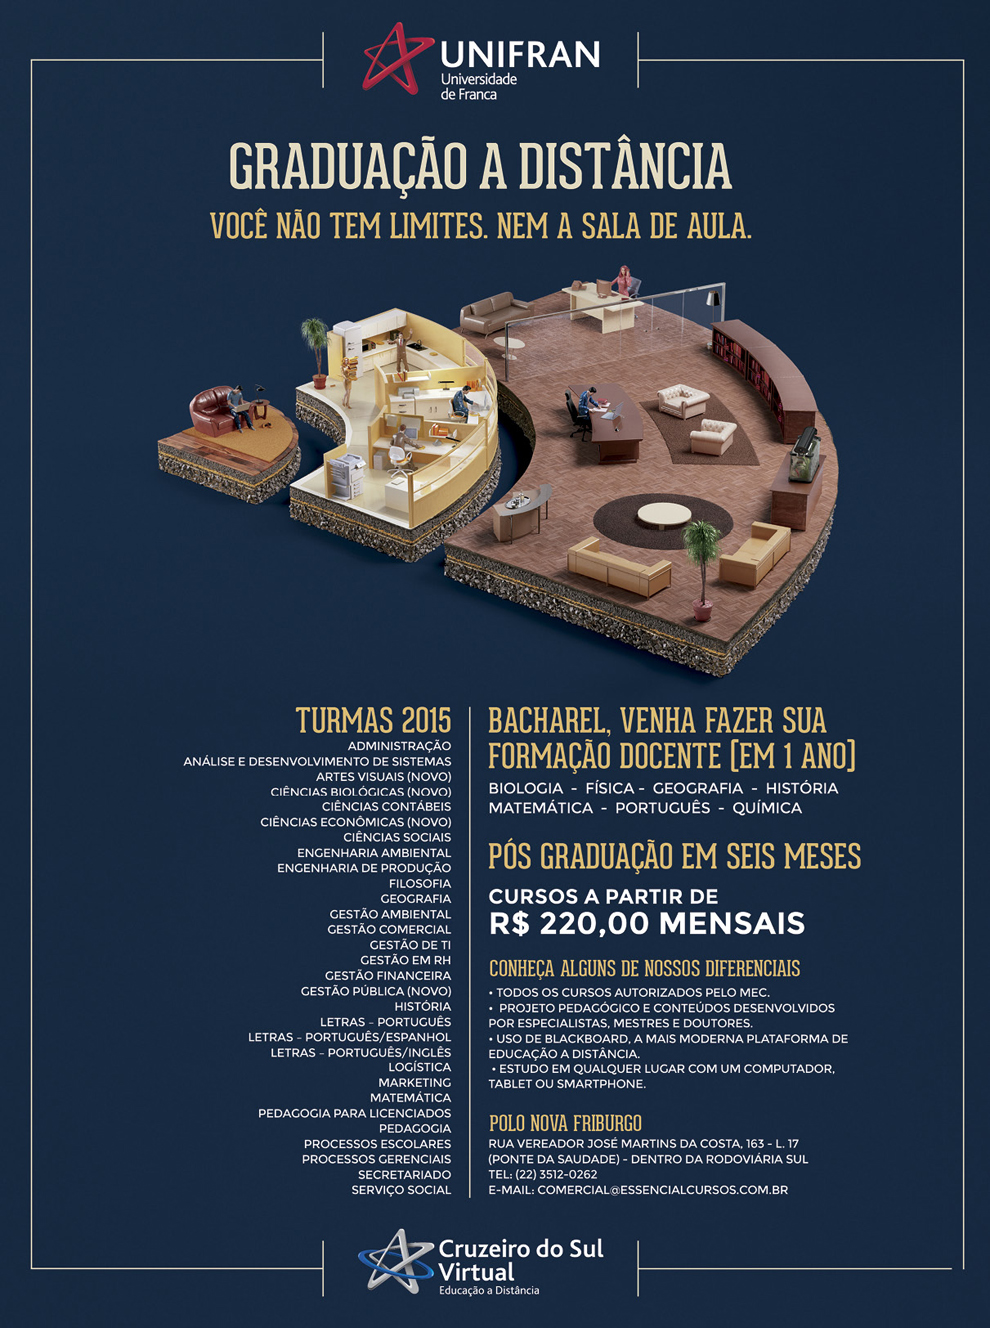 UNIFRAN
Universidade
de Franca
GRADUAÇÃO A DISTÂNCIA
VOCÊ NÃO TEM LIMITES. NEM A SALA DE AULA.
TURMAS 2015
ADMINISTRAÇÃO
ANÁLISE E DESENVOLVIMENTO DE SISTEMAS
ARTES VISUAIS (NOVO)
CIÊNCIAS BIOLÓGICAS (NOVO)
CIÊNCIAS CONTÁBEIS
CIÊNCIAS ECONÔMICAS (NOVO)
CIÊNCIAS SOCIAIS
ENGENHARIA AMBIENTAL
ENGENHARIA DE PRODUÇÃO
FILOSOFIA
GEOGRAFIA
GESTÃO AMBIENTAL
GESTÃO COMERCIAL
GESTÃO DE TI
GESTÃO EM RH
GESTÃO FINANCEIRA
GESTÃO PÚBLICA (NOVO)
HISTÓRIA
LETRAS – PORTUGUÊS
LETRAS – PORTUGUÊS/ESPANHOL
LETRAS – PORTUGUÊS/INGLÊS
LOGÍSTICA
MARKETING
MATEMÁTICA
PEDAGOGIA PARA LICENCIADOS
PEDAGOGIA
PROCESSOS ESCOLARES
PROCESSOS GERENCIAIS
SECRETARIADO
SERVIÇO SOCIAL
BACHAREL, VENHA FAZER SUA
FORMAÇÃO DOCENTE (EM 1 ANO)
BIOLOGIA - FÍSICA - GEOGRAFIA - HISTÓRIA
MATEMÁTICA - PORTUGUÊS - QUÍMICA
PÓS GRADUAÇÃO EM SEIS MESES
CURSOS A PARTIR DE
R$ 220,00 MENSAIS
CONHEÇA ALGUNS DE NOSSOS DIFERENCIAIS
• TODOS OS CURSOS AUTORIZADOS PELO MEC.
• PROJETO PEDAGÓGICO E CONTEÚDOS DESENVOLVIDOS
POR ESPECIALISTAS, MESTRES E DOUTORES.
• USO DE BLACKBOARD, A MAIS MODERNA PLATAFORMA DE
EDUCAÇÃO A DISTÂNCIA.
• ESTUDO EM QUALQUER LUGAR COM UM COMPUTADOR,
TABLET OU SMARTPHONE.
POLO NOVA FRIBURGO
RUA VEREADOR JOSÉ MARTINS DA COSTA, 163 - L. 17
(PONTE DA SAUDADE) - DENTRO DA RODOVIÁRIA SUL
TEL: (22) 3512-0262
E-MAIL: COMERCIAL@ESSENCIALCURSOS.COM.BR
Cruzeiro do Sul
Virtual
Educação a Distância